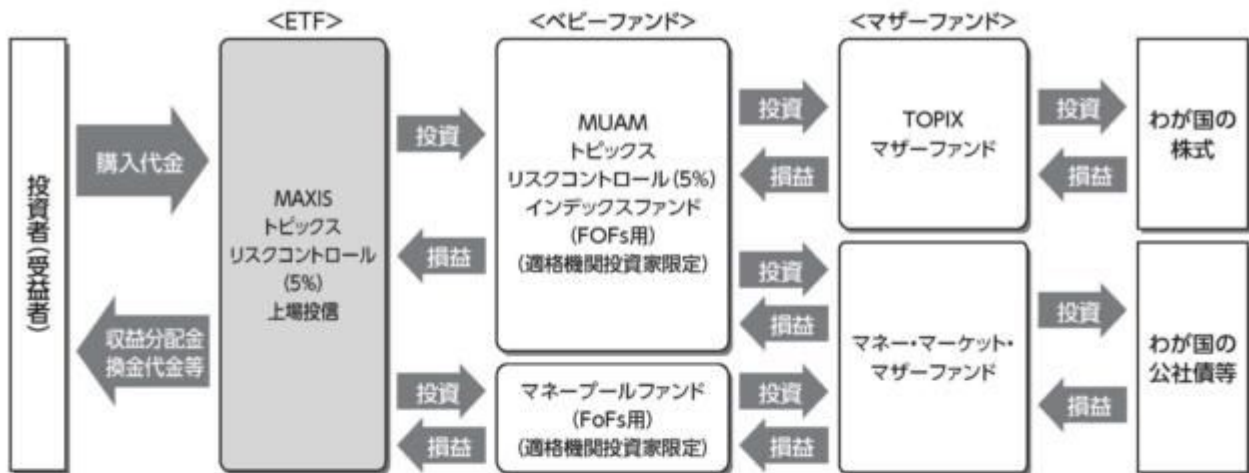 <ETF>
<ベビーファンド>
<マザーファンド>
投資者(受益者)
購入代金
収益分配金
換金代金等
MAXIS
トピックス
リスクコントロール
(5%)
上場投信
投資
損益
投資
損益
MUAM
トピックス
リスクコントロール(5%)
インデックスファンド
(FOFs用)
(適格機関投資家限定)
マネープールファンド
(FoFs用)
(適格機関投資家限定)
投資
損益
投資
損益
投資
損益
TOPIX
マザーファンド
マネー・マーケット・
マザーファンド
投資
損益
投資
損益
わが国の
株式
わが国の
公社債等